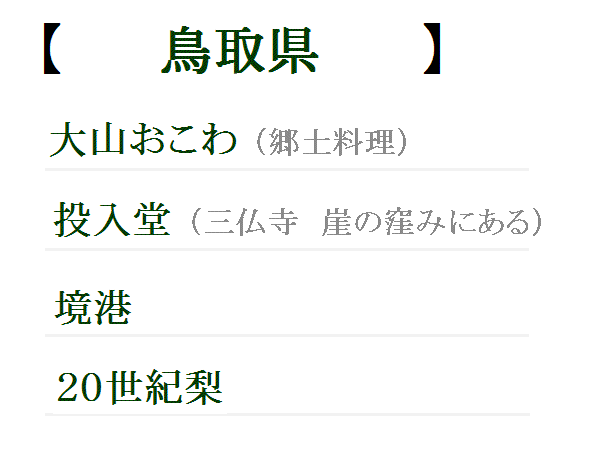 【　鳥取県　】
大山おこわ（郷土料理）
投入堂（三仏寺　崖の窪みにある）
境港
20世紀梨